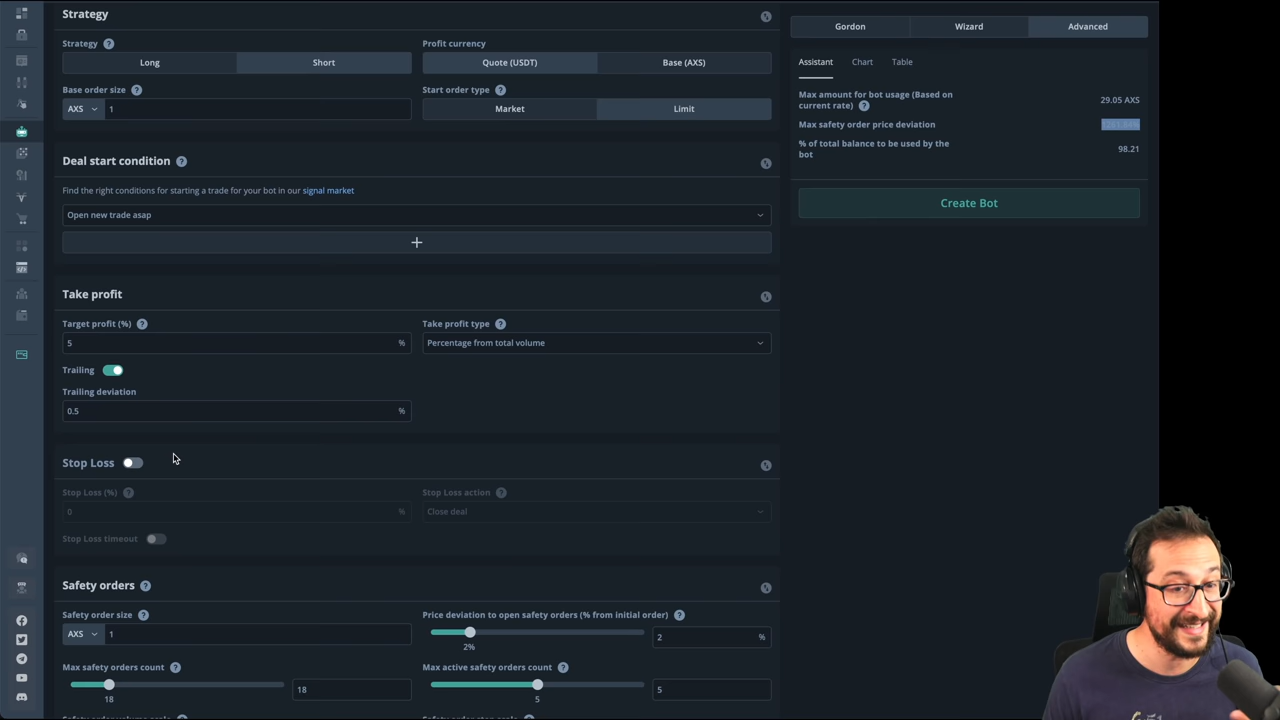 Strategy
Strategy
Long
Short
Profit currency
Quote (USDT)
Base (AXS)
Base order size
AXS 1
Start order type
Market
Limit
Deal start condition
Find the right conditions for starting a trade for your bot in our signal market
Open new trade asap
+
Take profit
Target profit (%)
5 %
Take profit type
Percentage from total volume
Trailing
Trailing deviation
0.5 %
Stop Loss
Stop Loss (%)
0 %
Stop Loss action
Close deal
Stop Loss timeout
Safety orders
Safety order size
AXS 1
Price deviation to open safety orders (% from initial order)
2%
2 %
Max safety orders count
18
18
Max active safety orders count
5
5
Gordon
Wizard
Advanced
Assistant
Chart
Table
Max amount for bot usage (Based on
current rate)
29.05 AXS
Max safety order price deviation
% of total balance to be used by the
bot
98.21
Create Bot